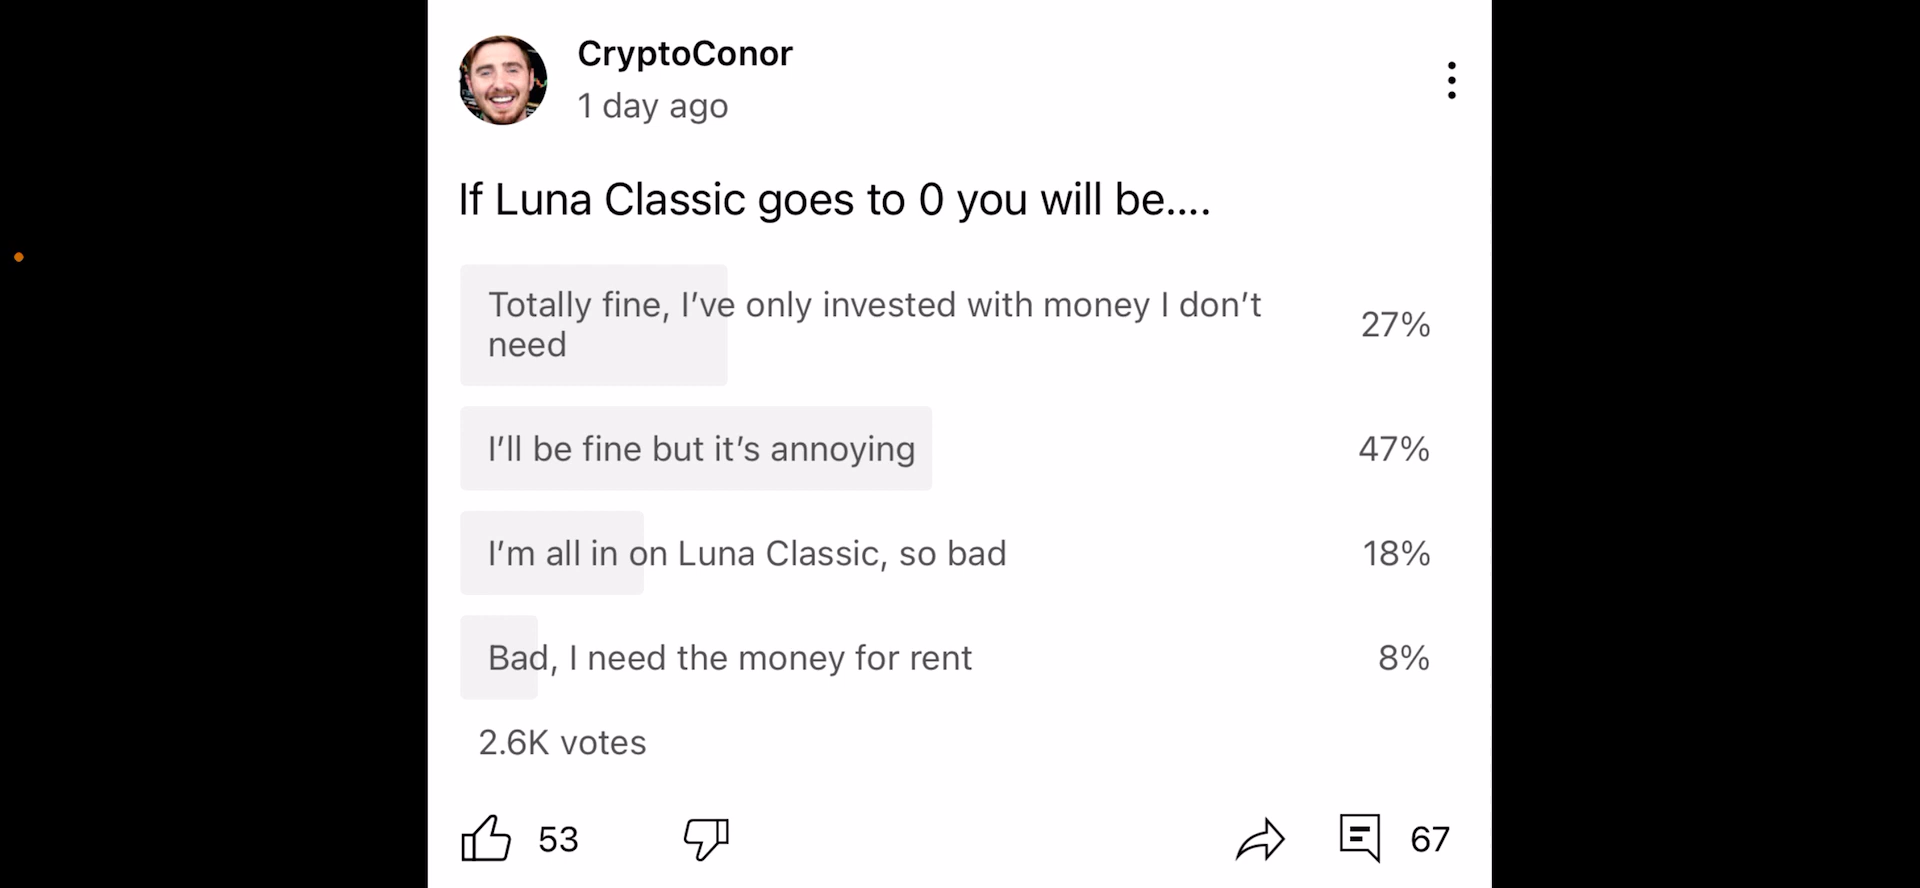 CryptoConor
1 day ago
If Luna Classic goes to 0 you will be....
Totally fine, I’ve only invested with money I don’t
need
27%
I’ll be fine but it’s annoying
47%
I’m all in on Luna Classic, so bad
18%
Bad, I need the money for rent
8%
2.6K votes
53
67